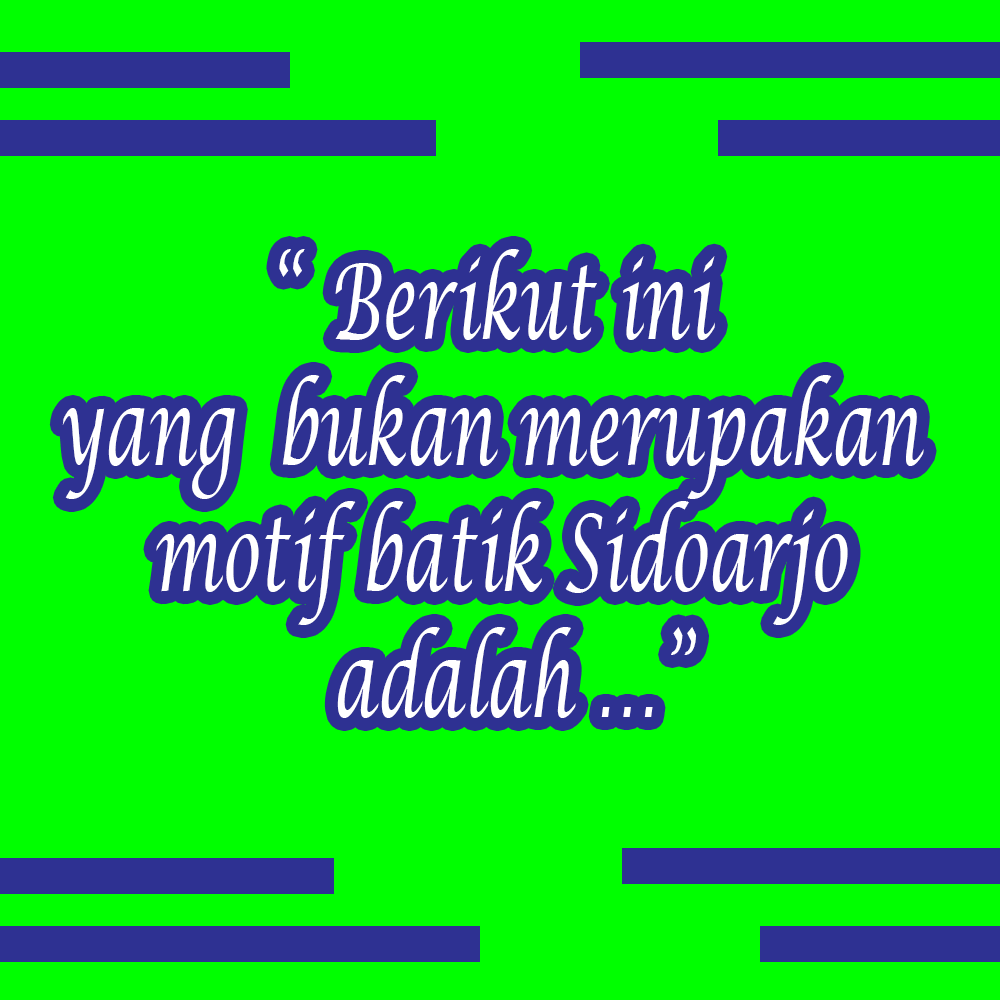 “ Berikut ini
yang bukan merupakan
motif batik Sidoarjo
adalah ...”